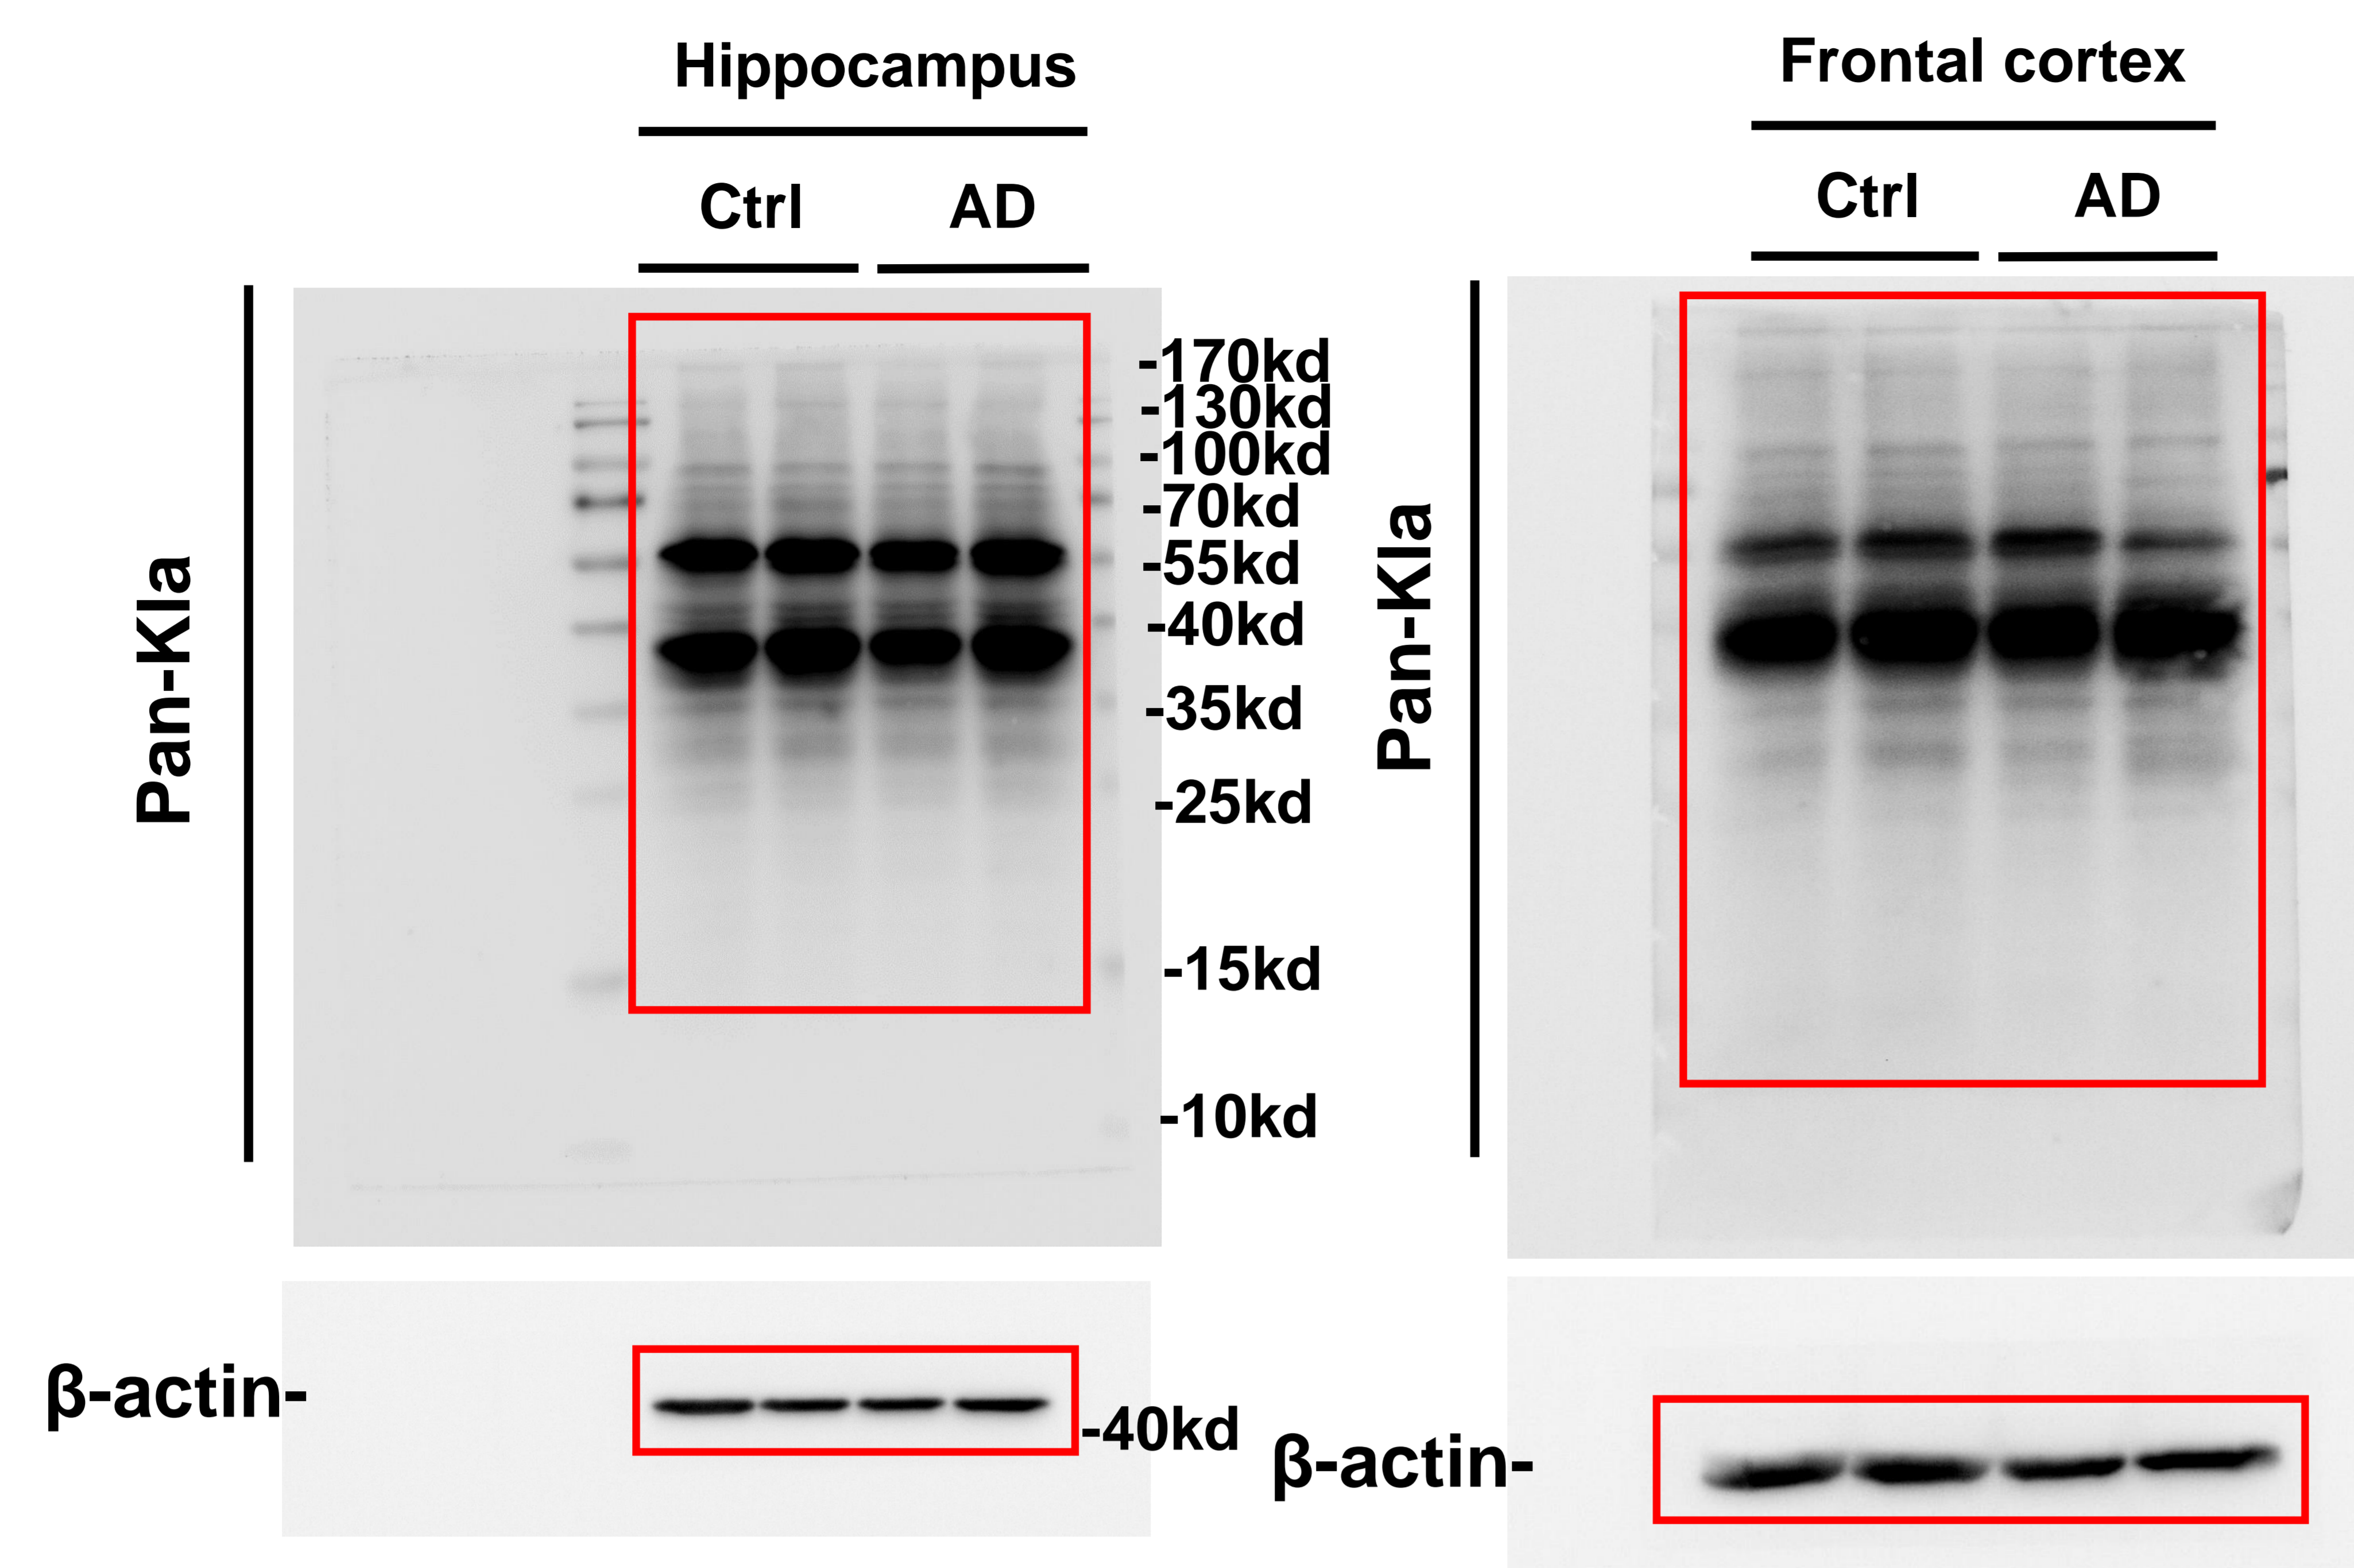 Hippocampus
Ctrl AD
Pan-Kla
-170kd
-130kd
-100kd
-70kd
-55kd
-40kd
-35kd
-25kd
-15kd
-10kd
β-actin-
-40kd
Frontal cortex
Ctrl AD
Pan-Kla
β-actin-